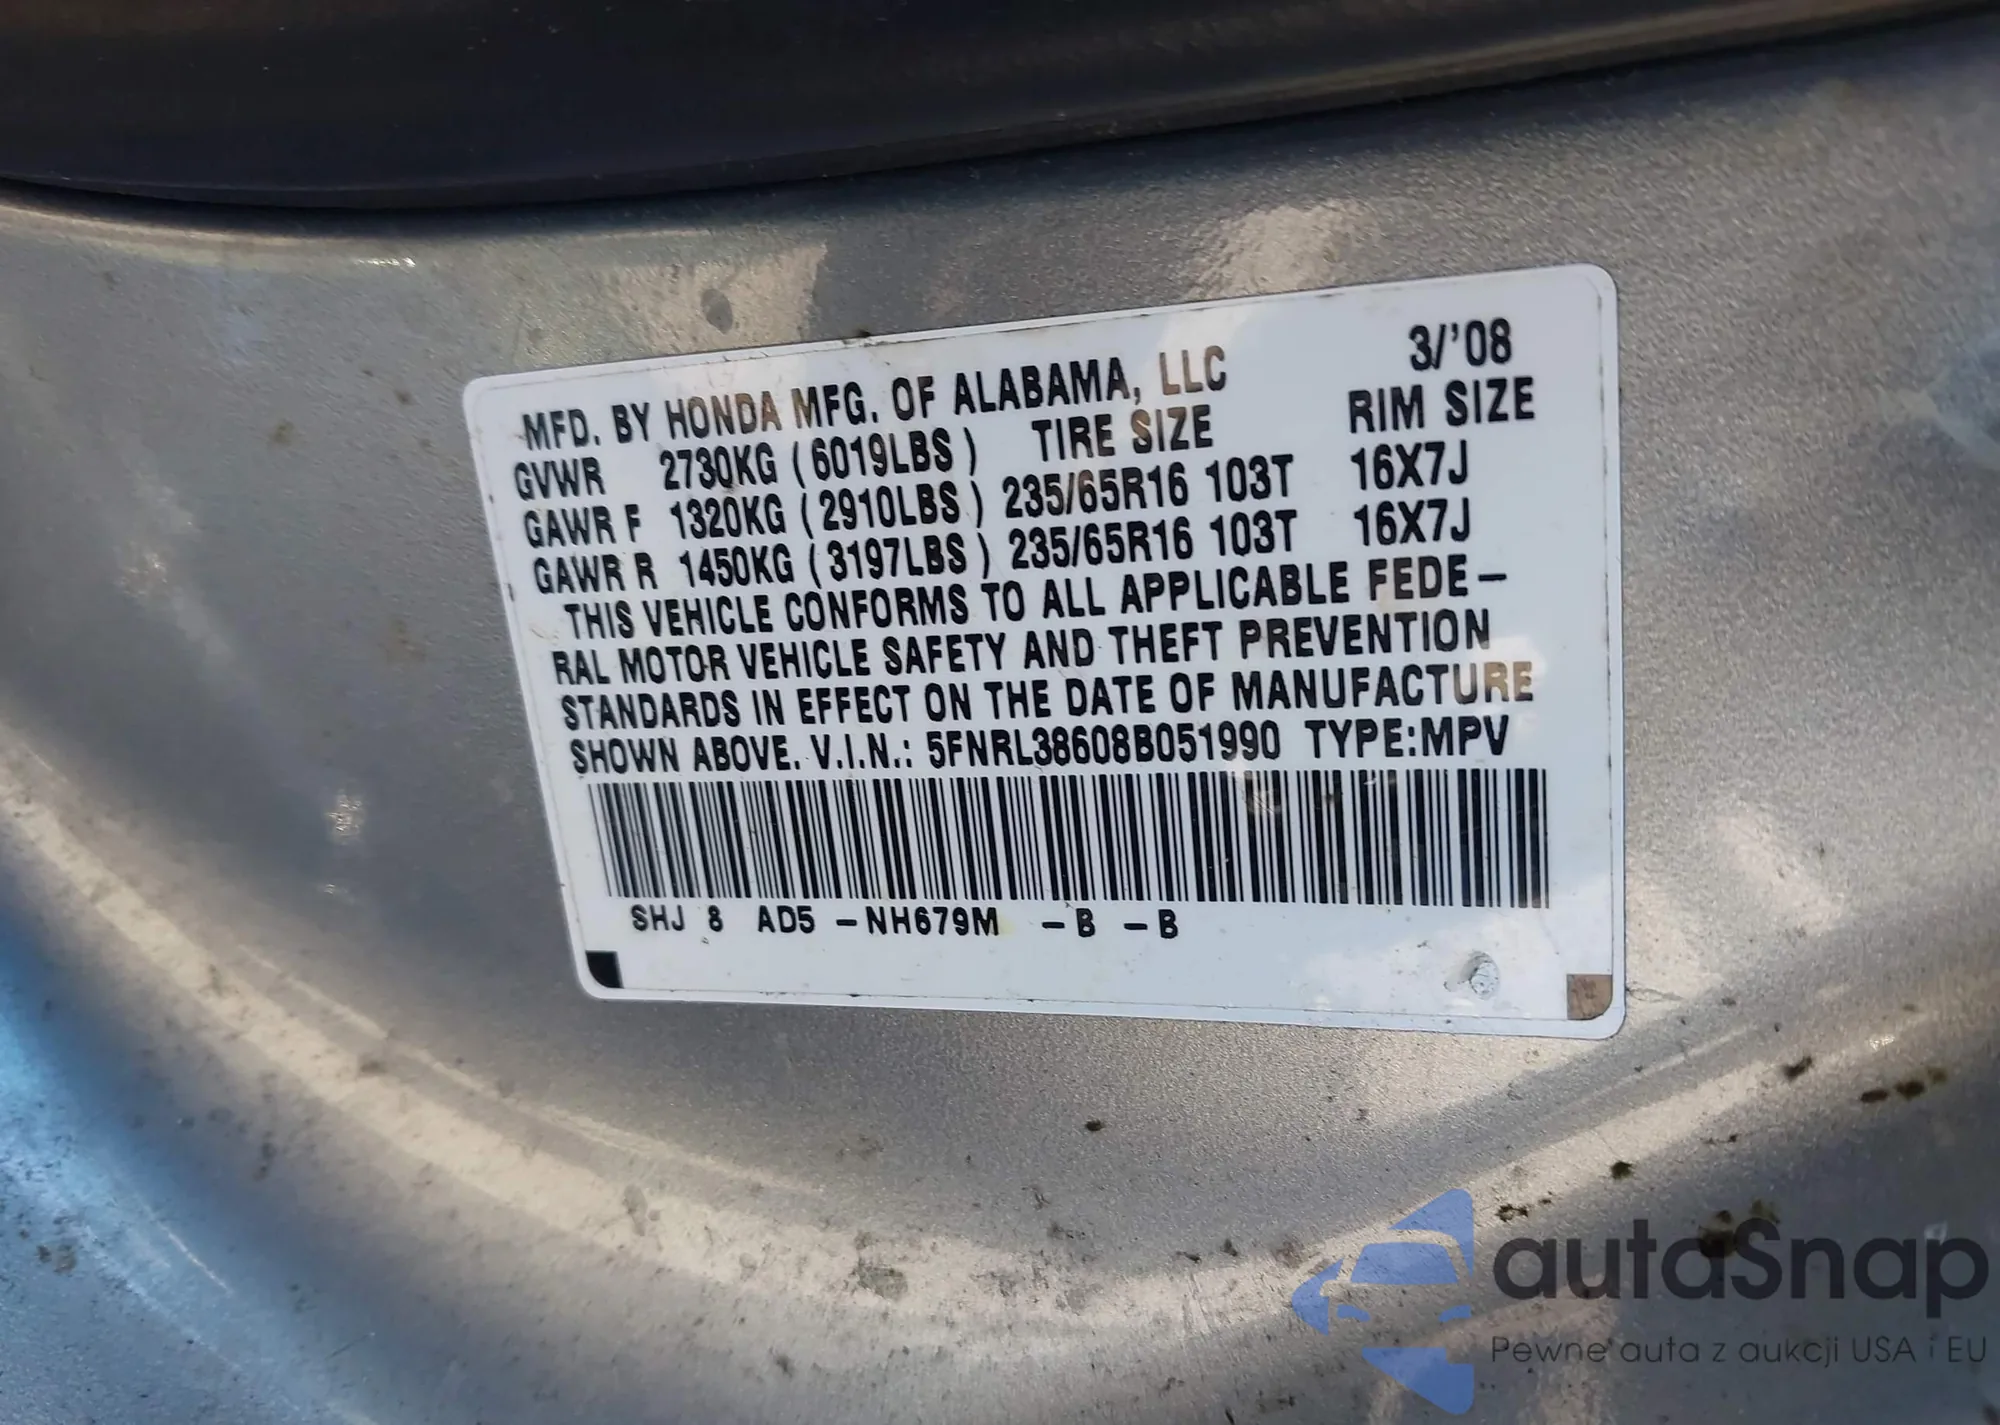 MFD. BY HONDA MFG. OF ALABAMA, LLC 3/'08
GVWR 2730KG (6019LBS) TIRE SIZE RIM SIZE
GAWR F 1320KG (2910LBS) 235/65R16 103T 16X7J
GAWR R 1450KG (3197LBS) 235/65R16 103T 16X7J
THIS VEHICLE CONFORMS TO ALL APPLICABLE FEDE-
RAL MOTOR VEHICLE SAFETY AND THEFT PREVENTION
STANDARDS IN EFFECT ON THE DATE OF MANUFACTURE
SHOWN ABOVE. V.I.N.: 5FNRL38608B051990 TYPE:MPV
SHJ 8 AD5 -NH679M -B -B
autoSnap
Pewne auta z aukcji USA i EU